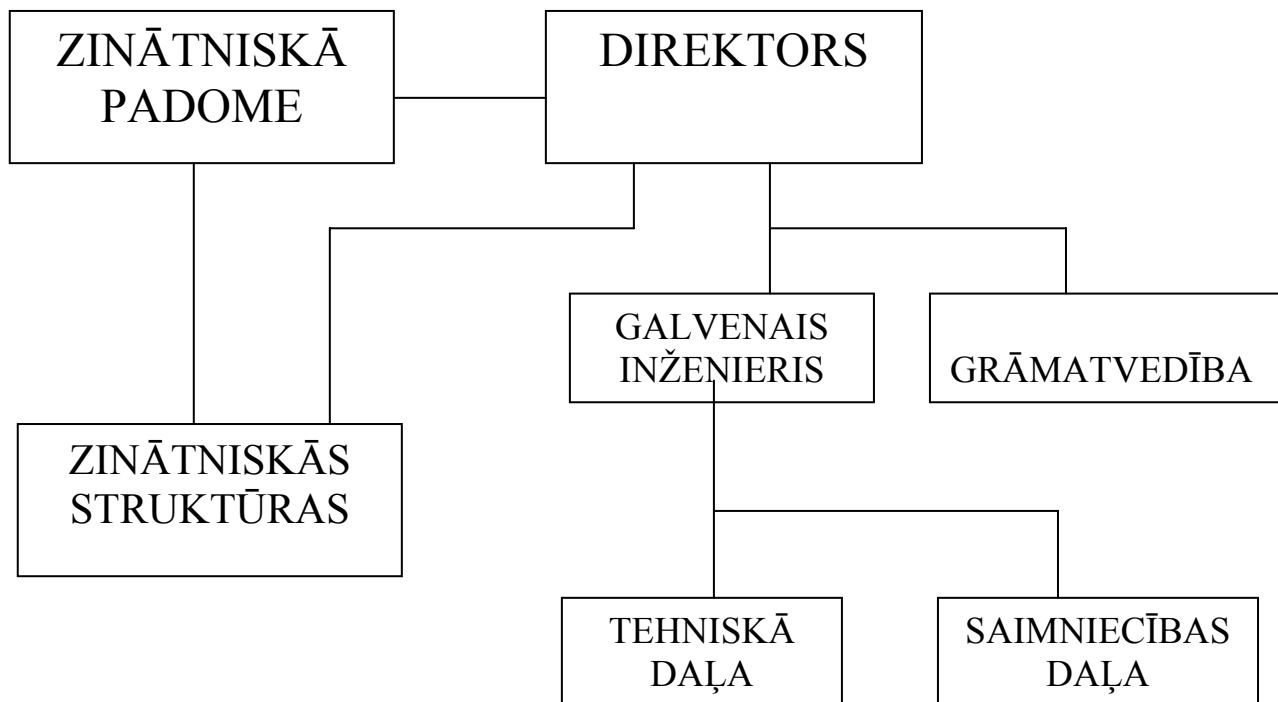 ZINĀTNISKĀ
PADOME
DIREKTORS
GALVENAIS
INŽENIERIS
GRĀMATVEDĪBA
ZINĀTNISKĀS
STRUKTŪRAS
TEHNISKĀ
DAĻA
SAIMNIECĪBAS
DAĻA